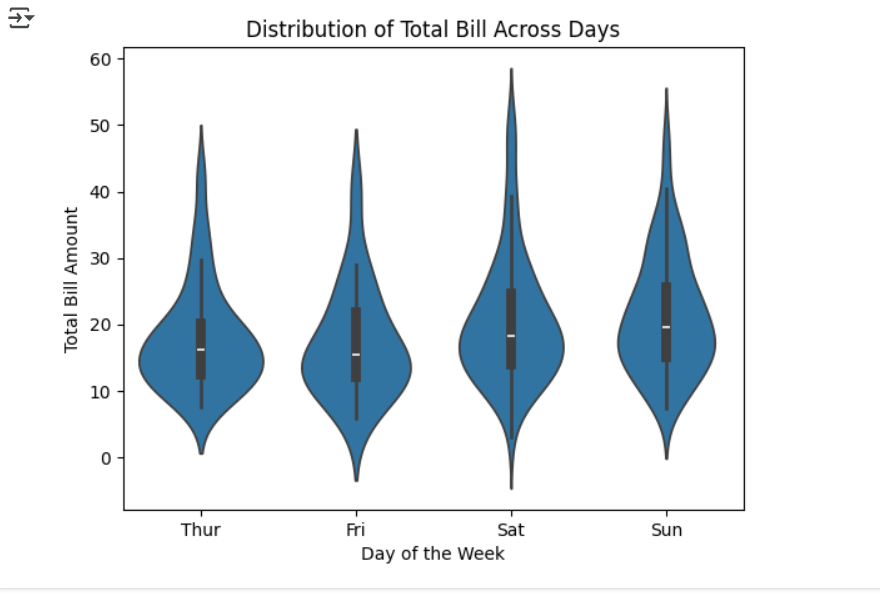 Distribution of Total Bill Across Days
60
50
40
30
20
10
0
Total Bill Amount
Thur Fri Sat Sun
Day of the Week